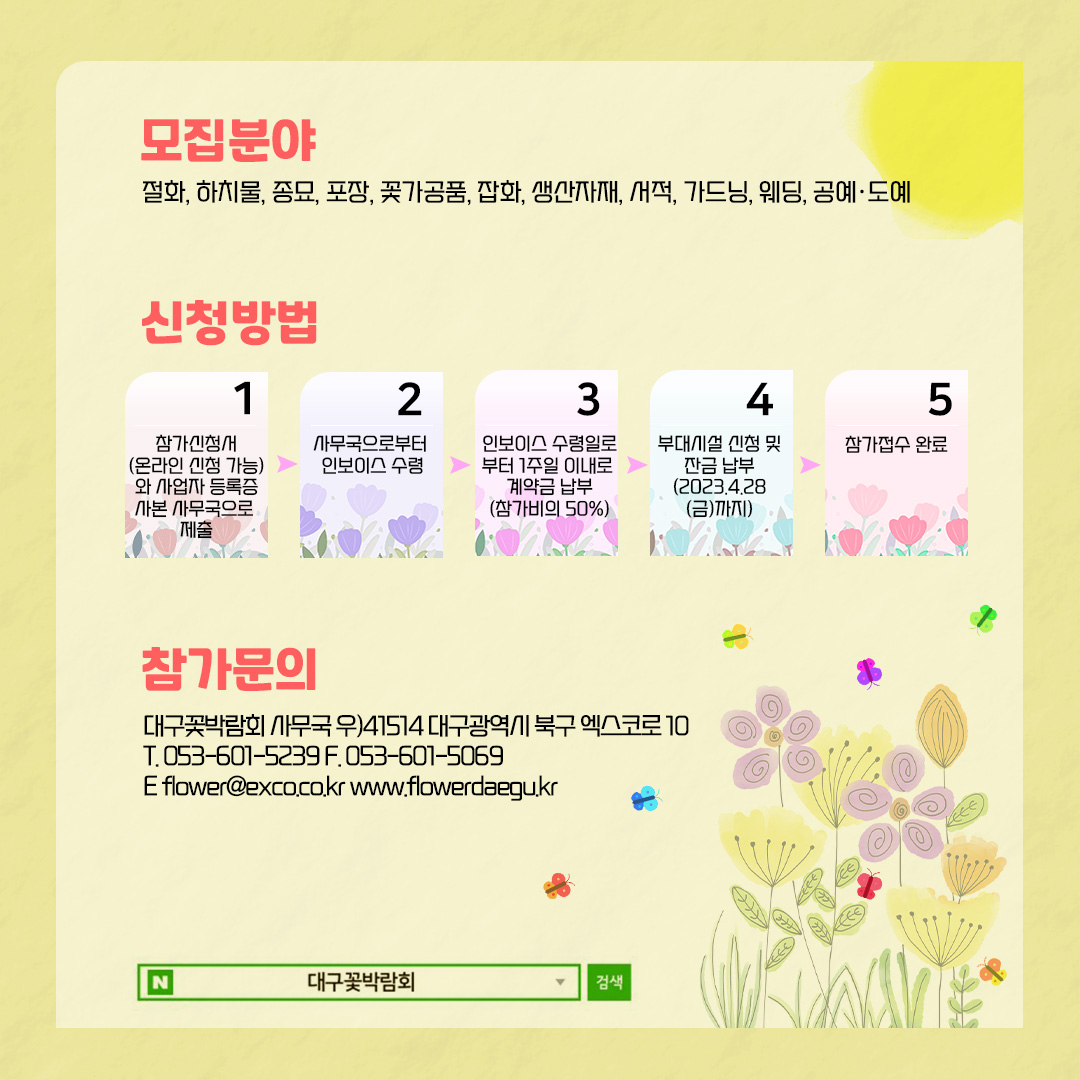 모집분야
절화, 하치물, 종묘, 포장, 꽃가공품, 잡화, 생산자재, 서적, 가드닝, 웨딩, 공예·도예
신청방법
1
참가신청서
(온라인 신청 가능)
와 사업자 등록증
사본 사무국으로
제출
2
사무국으로부터
인보이스 수령
3
인보이스 수령일로
부터 1주일 이내로
계약금 납부
(참가비의 50%)
4
부대시설 신청 및
잔금 납부
(2023.4.28
(금)까지)
5
참가접수 완료
참가문의
대구꽃박람회 사무국 우)41514 대구광역시 북구 엑스코로 10
T. 053-601-5239 F. 053-601-5069
E flower@exco.co.kr www.flowerdaegu.kr
N 대구꽃박람회 검색